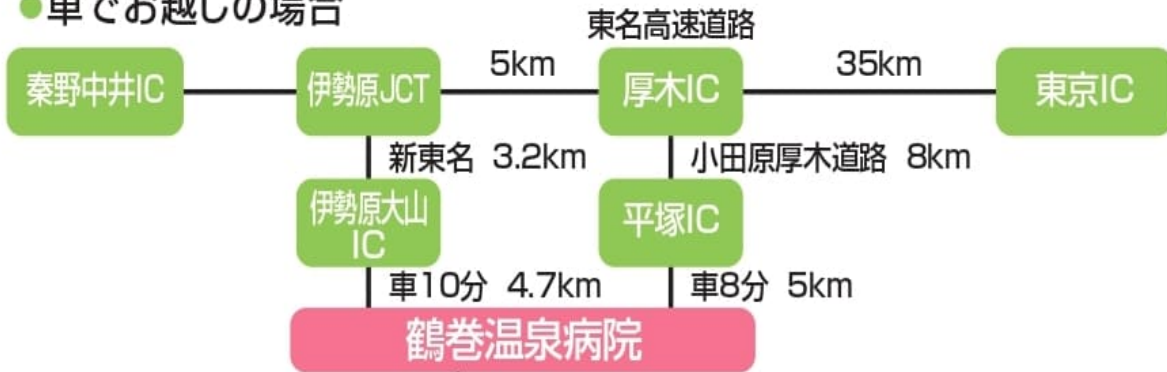 ●車でお越しの場合
東名高速道路
秦野中井IC 伊勢原JCT 5km 厚木IC 35km 東京IC
新東名 3.2km 小田原厚木道路 8km
伊勢原大山
IC
平塚IC
車10分 4.7km 車8分 5km
鶴巻温泉病院